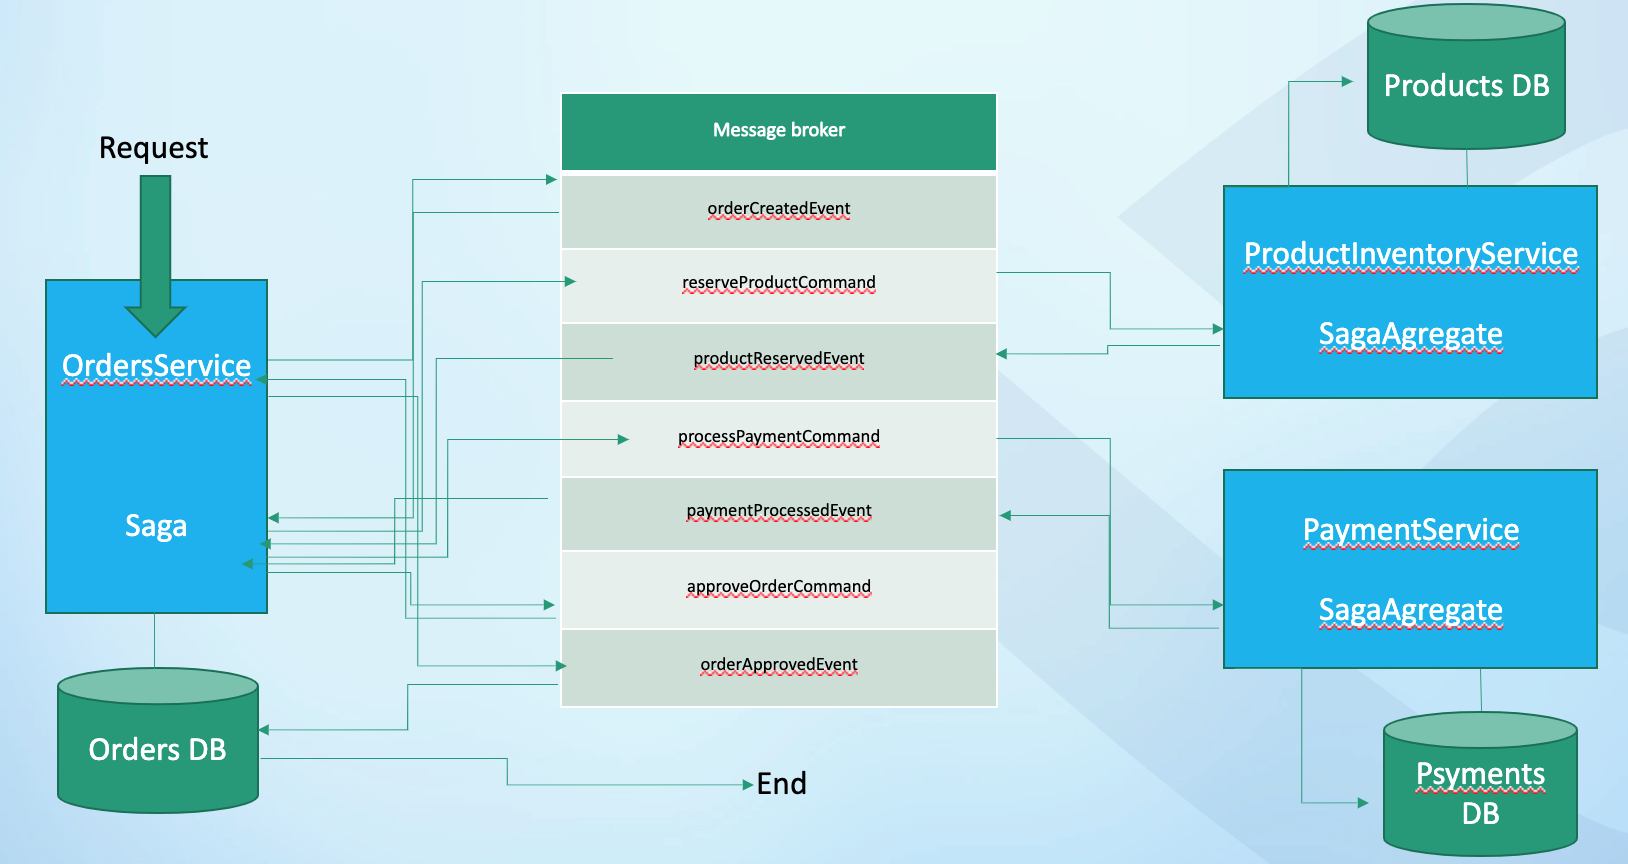 Request
OrdersService
Saga
Orders DB
Message broker
orderCreatedEvent
reserveProductCommand
productReservedEvent
processPaymentCommand
paymentProcessedEvent
approveOrderCommand
orderApprovedEvent
End
Products DB
ProductInventoryService
SagaAgregate
PaymentService
SagaAgregate
Psyments
DB